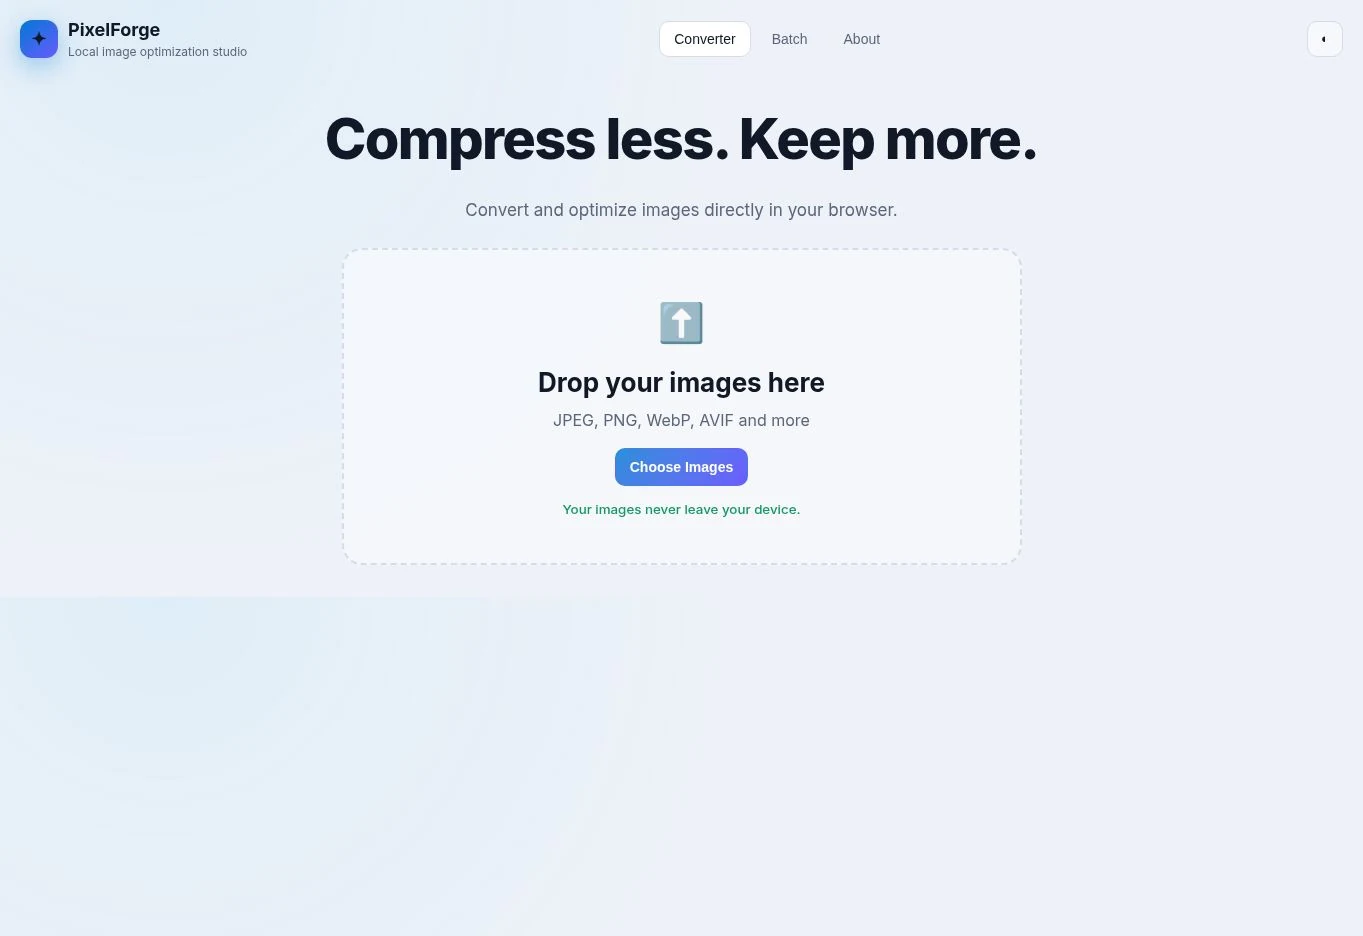 PixelForge
Local image optimization studio
Converter
Batch
About
Compress less. Keep more.
Convert and optimize images directly in your browser.
Drop your images here
JPEG, PNG, WebP, AVIF and more
Choose Images
Your images never leave your device.